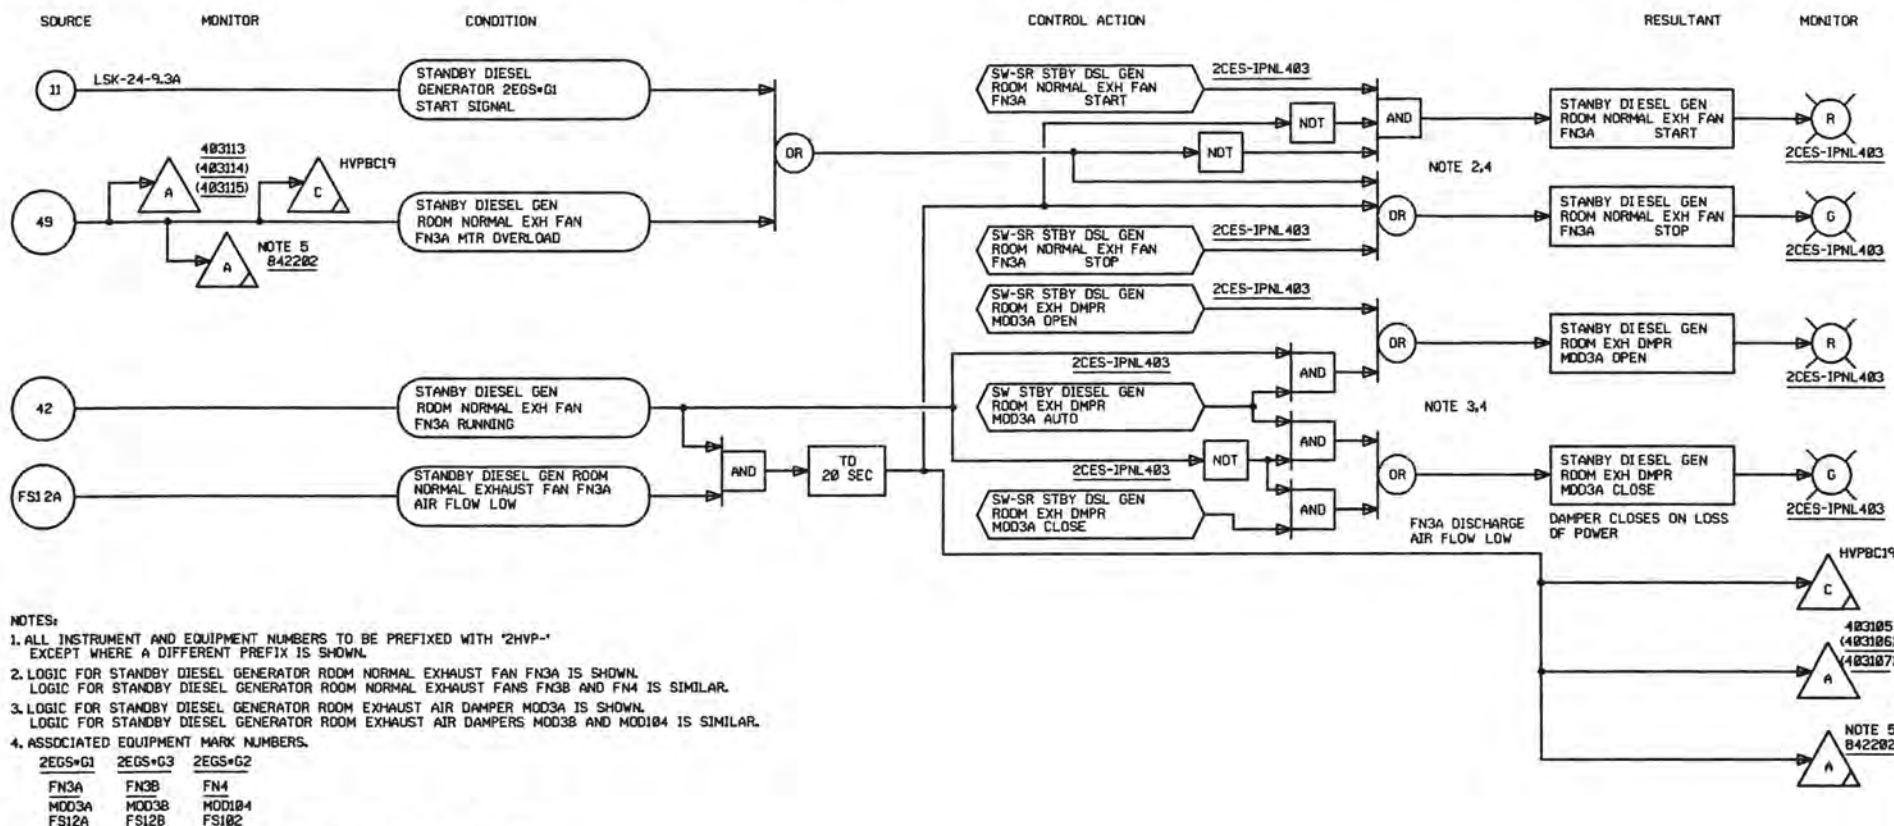 SOURCE MONITOR CONDITION CONTROL ACTION RESULTANT MONITOR
11
LSK-24-9.3A
STANDBY DIESEL
GENERATOR 2EGS*G1
START SIGNAL
49
A
403113
(403114)
(403115)
C
HVPBC19
A
NOTE 5
842202
STANBY DIESEL GEN
ROOM NORMAL EXH FAN
FN3A MTR OVERLOAD
OR
42
STANBY DIESEL GEN
ROOM NORMAL EXH FAN
FN3A RUNNING
FS12A
STANDBY DIESEL GEN ROOM
NORMAL EXHAUST FAN FN3A
AIR FLOW LOW
AND
TD
20 SEC
SW-SR STBY DSL GEN
ROOM NORMAL EXH FAN
FN3A START
2CES-IPNL403
NOT
NOT
AND
STANBY DIESEL GEN
ROOM NORMAL EXH FAN
FN3A START
R
2CES-IPNL403
NOTE 2,4
SW-SR STBY DSL GEN
ROOM NORMAL EXH FAN
FN3A STOP
2CES-IPNL403
OR
STANBY DIESEL GEN
ROOM NORMAL EXH FAN
FN3A STOP
G
2CES-IPNL403
SW-SR STBY DSL GEN
ROOM EXH DMPR
MOD3A OPEN
2CES-IPNL403
OR
STANBY DIESEL GEN
ROOM EXH DMPR
MOD3A OPEN
R
2CES-IPNL403
2CES-IPNL403
AND
SW STBY DIESEL GEN
ROOM EXH DMPR
MOD3A AUTO
NOTE 3,4
AND
NOT
2CES-IPNL403
SW-SR STBY DSL GEN
ROOM EXH DMPR
MOD3A CLOSE
AND
OR
STANBY DIESEL GEN
ROOM EXH DMPR
MOD3A CLOSE
G
2CES-IPNL403
FN3A DISCHARGE
AIR FLOW LOW
DAMPER CLOSES ON LOSS
OF POWER
HVPBC19
C
403105
(403106)
(403107)
A
NOTE 5
842202
A
NOTES:
1. ALL INSTRUMENT AND EQUIPMENT NUMBERS TO BE PREFIXED WITH "2HVP-"
EXCEPT WHERE A DIFFERENT PREFIX IS SHOWN.
2. LOGIC FOR STANDBY DIESEL GENERATOR ROOM NORMAL EXHAUST FAN FN3A IS SHOWN.
LOGIC FOR STANDBY DIESEL GENERATOR ROOM NORMAL EXHAUST FANS FN3B AND FN4 IS SIMILAR.
3. LOGIC FOR STANDBY DIESEL GENERATOR ROOM EXHAUST AIR DAMPER MOD3A IS SHOWN.
LOGIC FOR STANDBY DIESEL GENERATOR ROOM EXHAUST AIR DAMPERS MOD3B AND MOD104 IS SIMILAR.
4. ASSOCIATED EQUIPMENT MARK NUMBERS.
2EGS*G1 2EGS*G3 2EGS*G2
FN3A FN3B FN4
MOD3A MOD3B MOD104
FS12A FS12B FS102